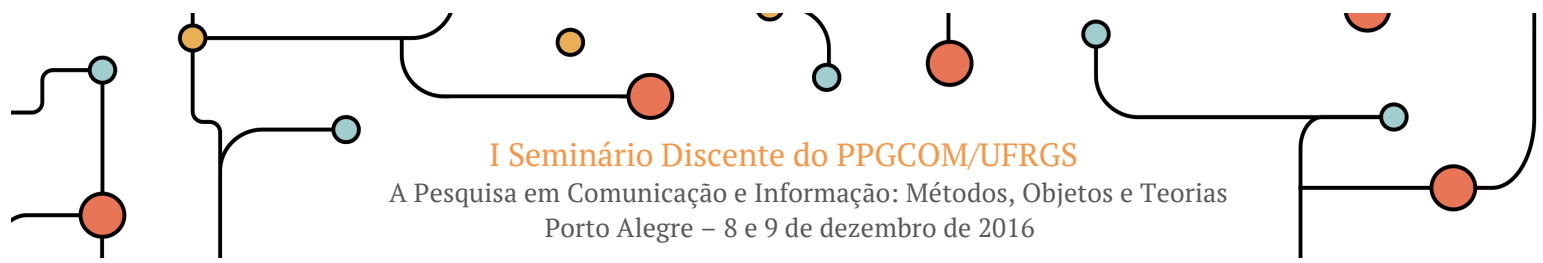 I Seminário Discente do PPGCOM/UFRGS
A Pesquisa em Comunicação e Informação: Métodos, Objetos e Teorias
Porto Alegre – 8 e 9 de dezembro de 2016